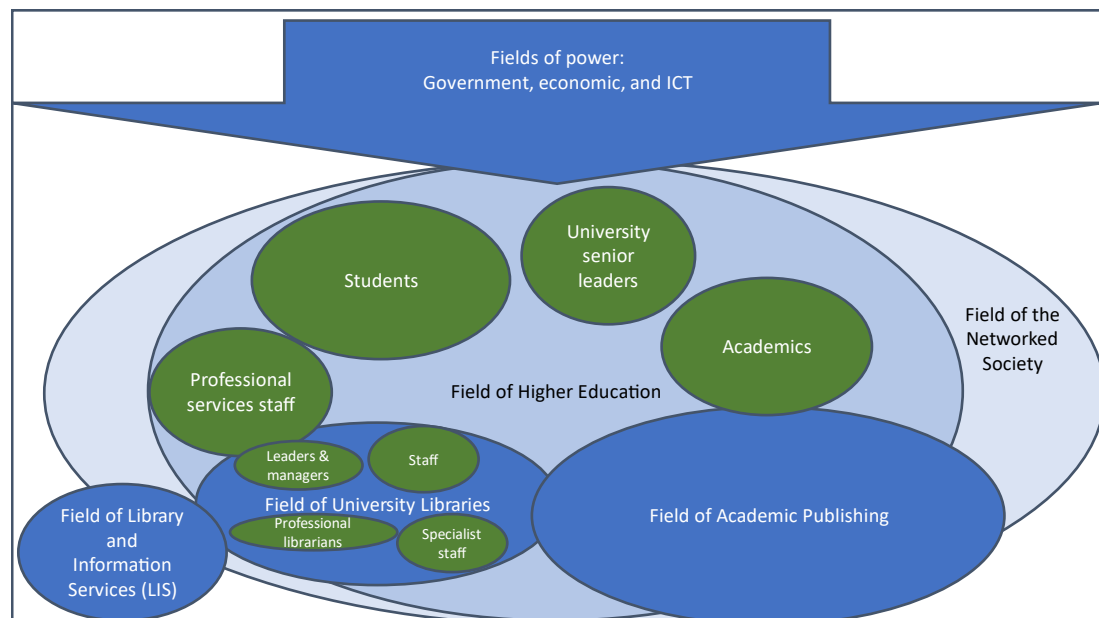 Fields of power:
Government, economic, and ICT
University
senior
leaders
Students
Academics
Field of the
Networked
Society
Professional
services staff
Field of Higher Education
Leaders &
managers
Staff
Field of University Libraries
Professional
librarians
Specialist
staff
Field of Academic Publishing
Field of Library
and
Information
Services (LIS)